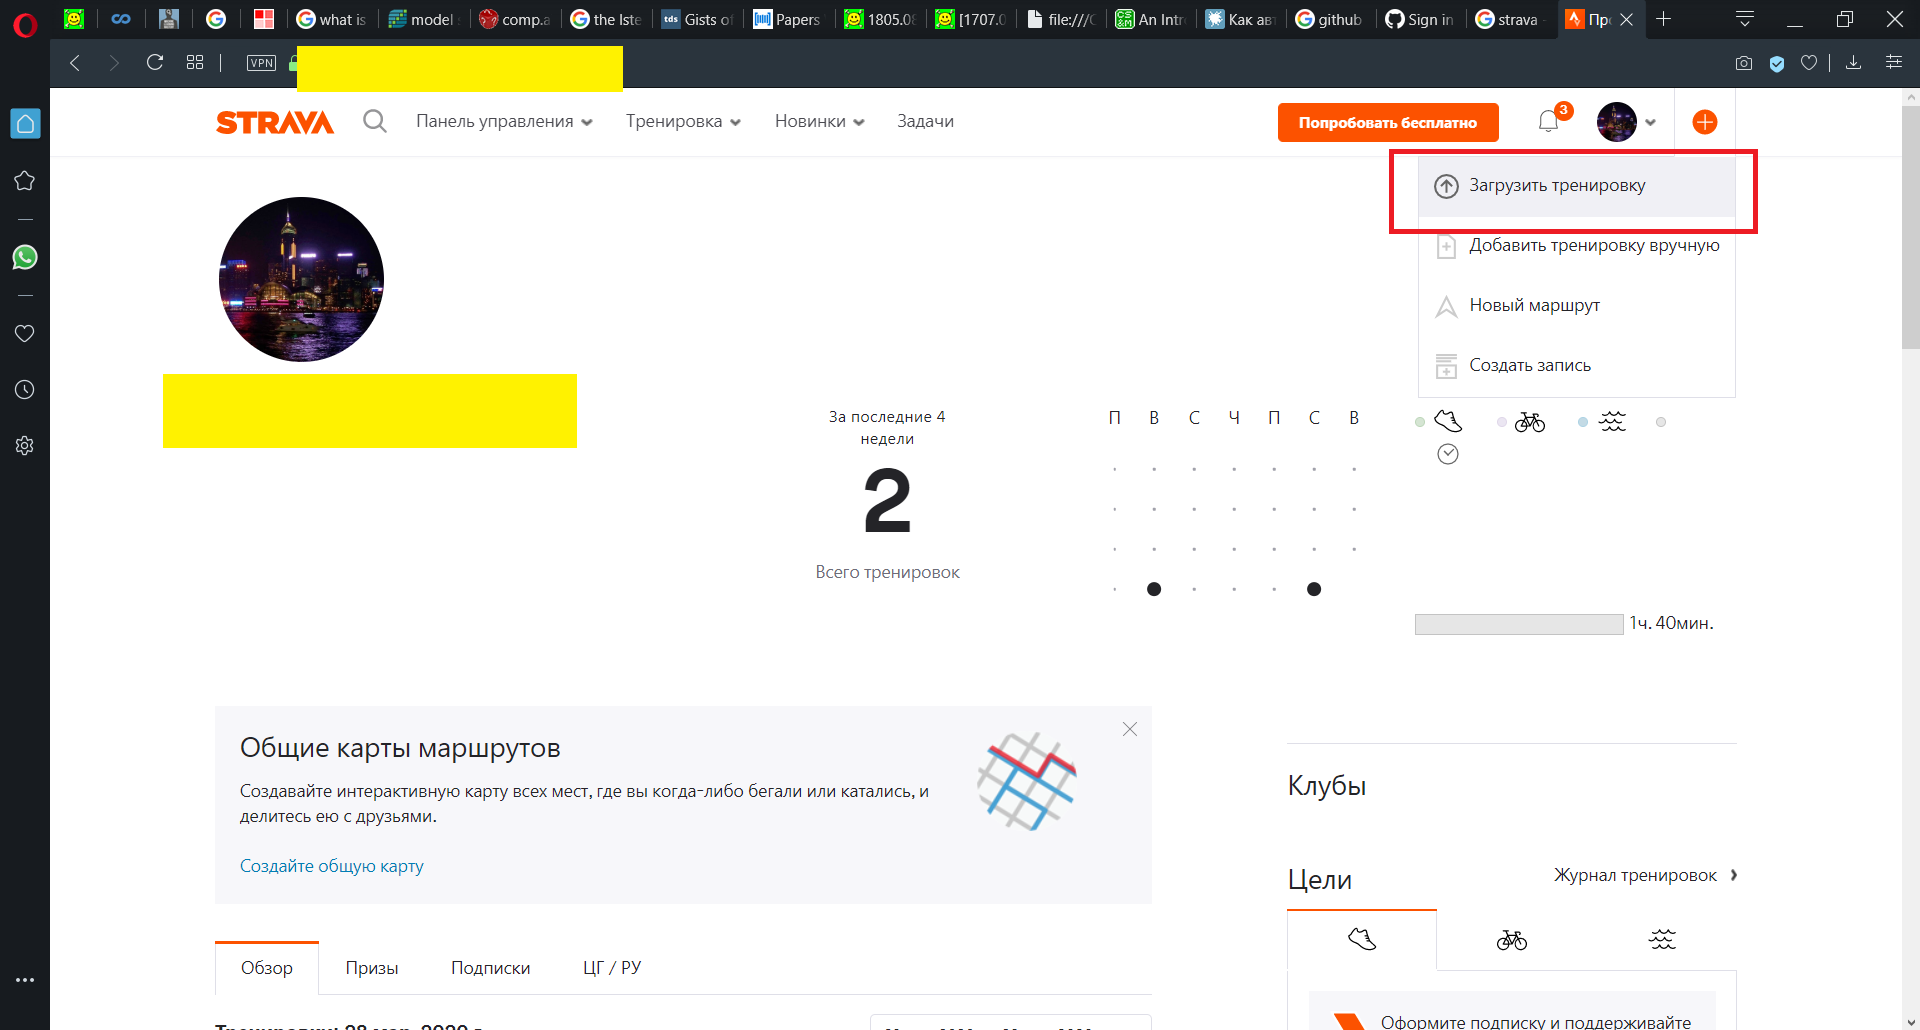 what is
model
comp.a
the Iste
tds
Gists of
Papers
1805.08
[1707.0
file:///C
An Intr
Как авт
github
Sign in
strava -
Пр
VPN
STRAVA
Панель управления
Тренировка
Новинки
Задачи
Попробовать бесплатно
3
Загрузить тренировку
Добавить тренировку вручную
Новый маршрут
Создать запись
За последние 4
недели
2
Всего тренировок
П В С Ч П С В
1ч. 40мин.
Общие карты маршрутов
Создавайте интерактивную карту всех мест, где вы когда-либо бегали или катались, и
делитесь ею с друзьями.
Создайте общую карту
Клубы
Цели
Журнал тренировок
Обзор
Призы
Подписки
ЦГ / РУ
Оформите подписку и поддерживайте